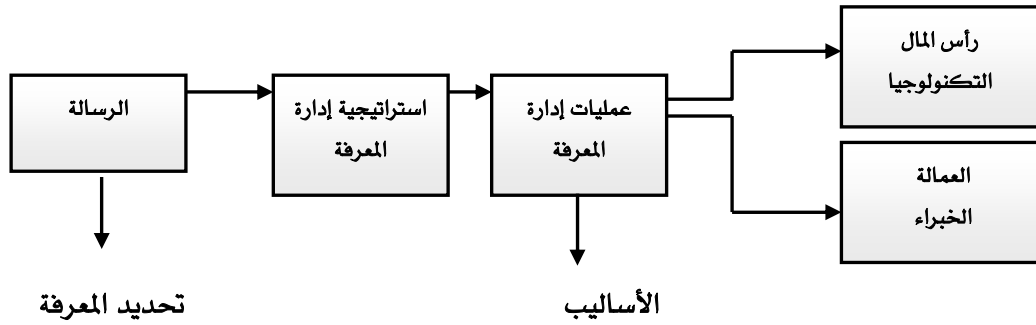 رأس المال
التكنولوجيا
الرسالة
استراتيجية إدارة
المعرفة
عمليات إدارة
المعرفة
العمالة
الخبراء
تحديد المعرفة
الأساليب